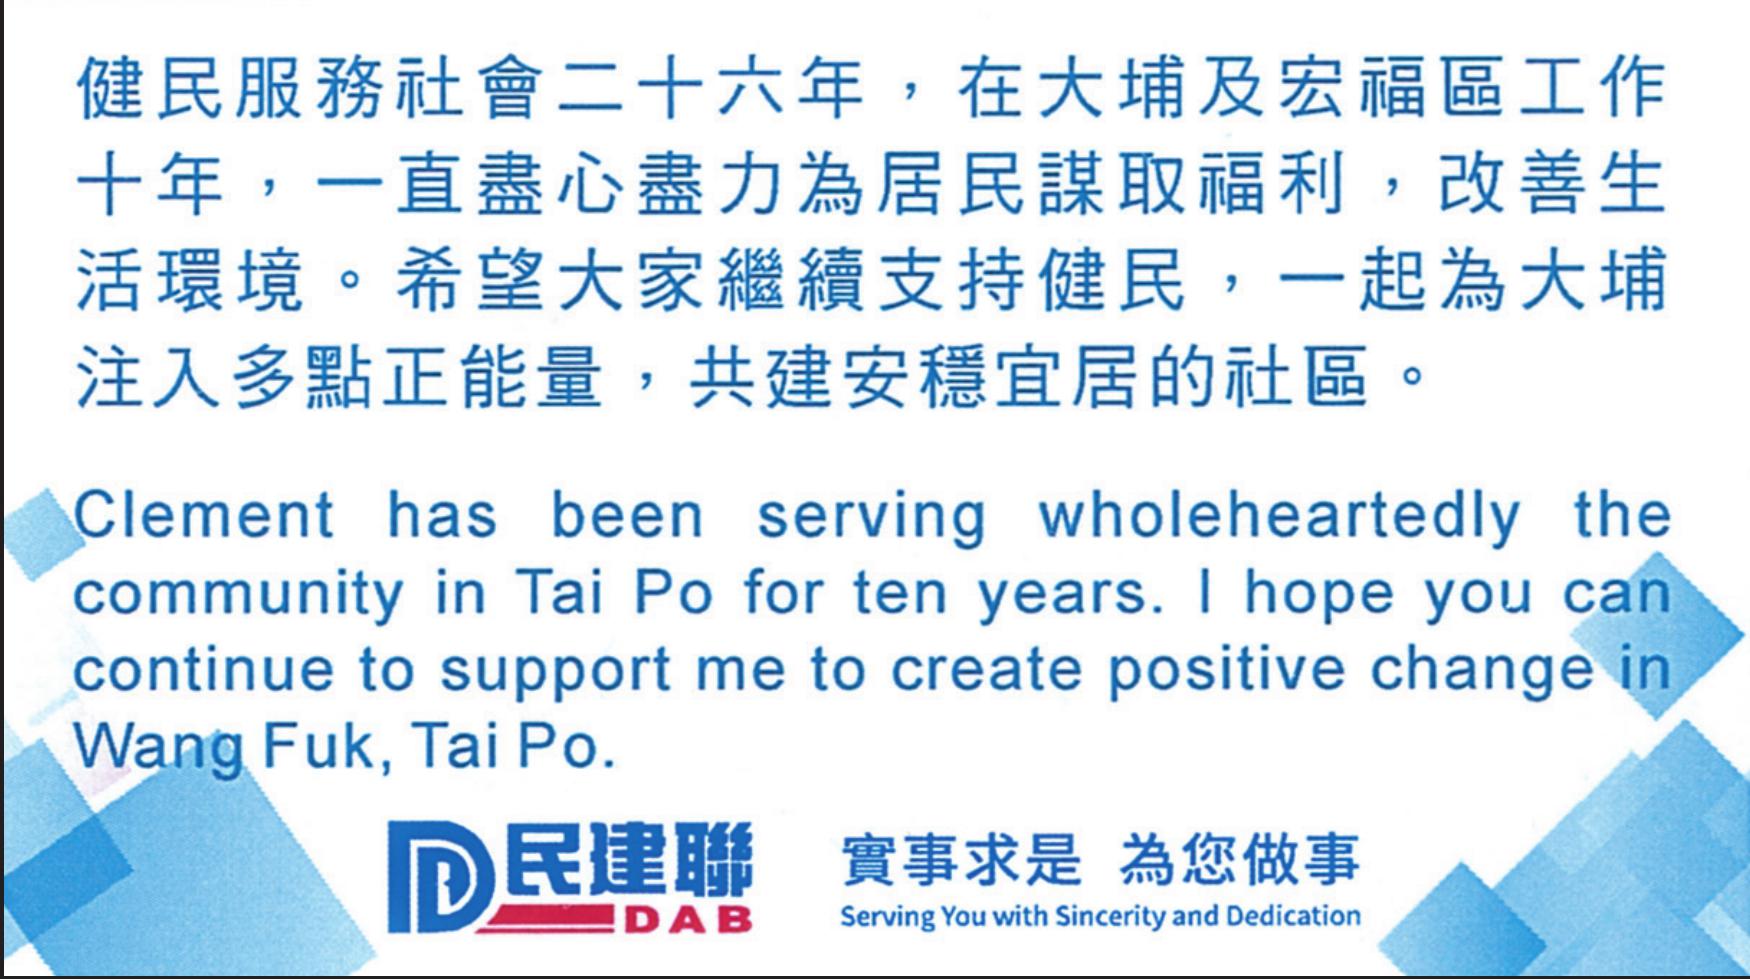 健民服務社會二十六年，在大埔及宏福區工作
十年，一直盡心盡力為居民謀取福利，改善生
活環境。希望大家繼續支持健民，一起為大埔
注入多點正能量，共建安穩宜居的社區。
Clement has been serving wholeheartedly the
community in Tai Po for ten years. I hope you can
continue to support me to create positive change in
Wang Fuk, Tai Po.
民建聯
DAB
實事求是 為您做事
Serving You with Sincerity and Dedication